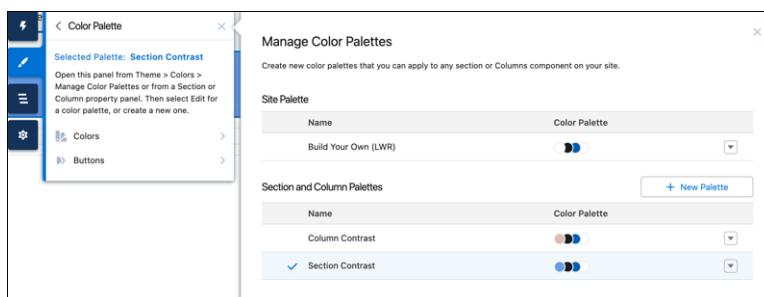 Color Palette
Selected Palette: Section Contrast
Open this panel from Theme > Colors >
Manage Color Palettes or from a Section or
Column property panel. Then select Edit for
a color palette, or create a new one.
Colors
Buttons
Manage Color Palettes
Create new color palettes that you can apply to any section or Columns component on your site.
Site Palette
Name Color Palette
Build Your Own (LWR)
Section and Column Palettes
+ New Palette
Name Color Palette
Column Contrast
Section Contrast